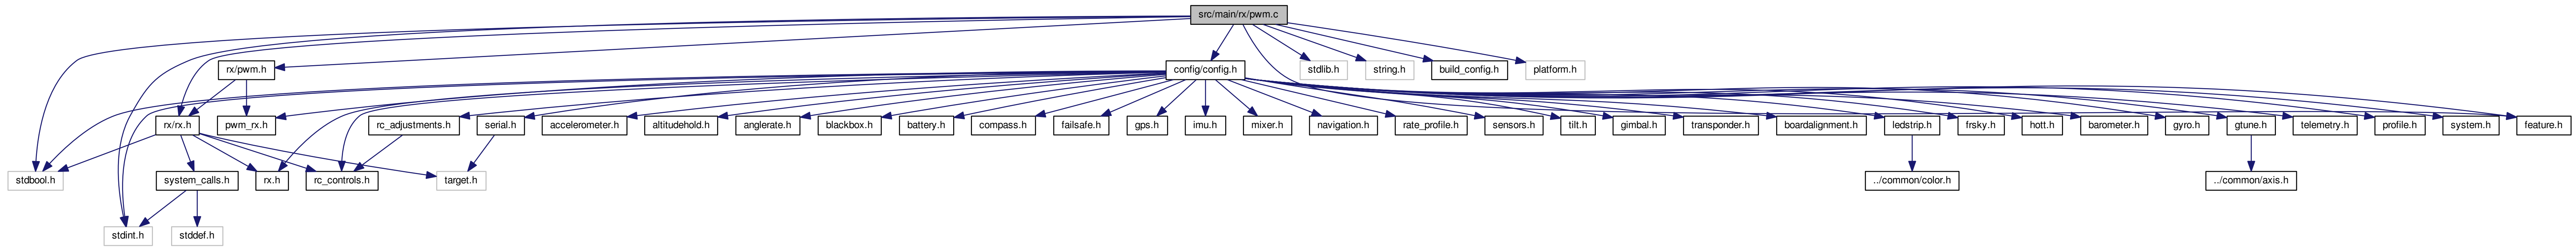 src/main/rx/pwm.c
rx/pwm.h
config/config.h
stdlib.h
string.h
build_config.h
platform.h
rx/rx.h
pwm_rx.h
rc_adjustments.h
serial.h
accelerometer.h
altitudehold.h
anglerate.h
blackbox.h
battery.h
compass.h
failsafe.h
gps.h
imu.h
mixer.h
navigation.h
rate_profile.h
sensors.h
tilt.h
gimbal.h
transponder.h
boardalignment.h
ledstrip.h
frsky.h
hott.h
barometer.h
gyro.h
gtune.h
telemetry.h
profile.h
system.h
feature.h
stdbool.h
system_calls.h
rx.h
rc_controls.h
target.h
../common/color.h
../common/axis.h
stdint.h
stddef.h